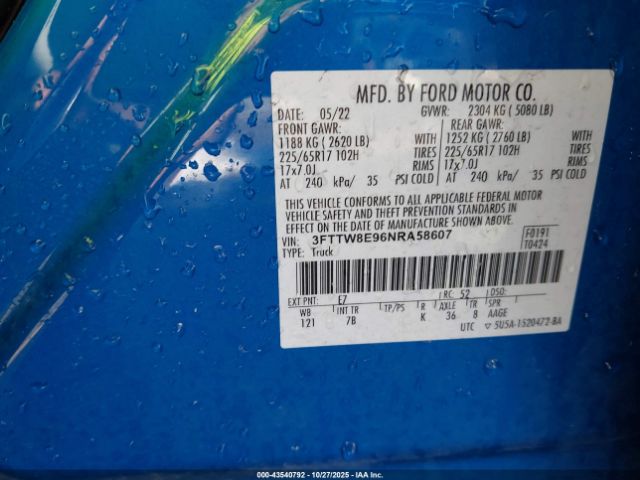 MFD. BY FORD MOTOR CO.
DATE: 05/22 GVWR: 2304 KG ( 5080 LB)
FRONT GAWR: REAR GAWR:
1188 KG ( 2620 LB) WITH 1252 KG ( 2760 LB) WITH
225/65R17 102H TIRES 225/65R17 102H TIRES
17x7.0J RIMS 17x7.0J RIMS
AT 240 kPa/ 35 PSI COLD AT 240 kPa/ 35 PSI COLD
THIS VEHICLE CONFORMS TO ALL APPLICABLE FEDERAL MOTOR
VEHICLE SAFETY AND THEFT PREVENTION STANDARDS IN
EFFECT ON THE DATE OF MANUFACTURE SHOWN ABOVE.
VIN: 3FTTW8E96NRA58607 F0191
TYPE: Truck T0424
EXT PNT: E7 RC: 52 DSO:
WB INT TR TP/PS R AXLE TR SPR
121 7B K 36 8 AAGE
UTC 5U5A-1520472-BA
000-43540792 - 10/27/2025 - IAA Inc.